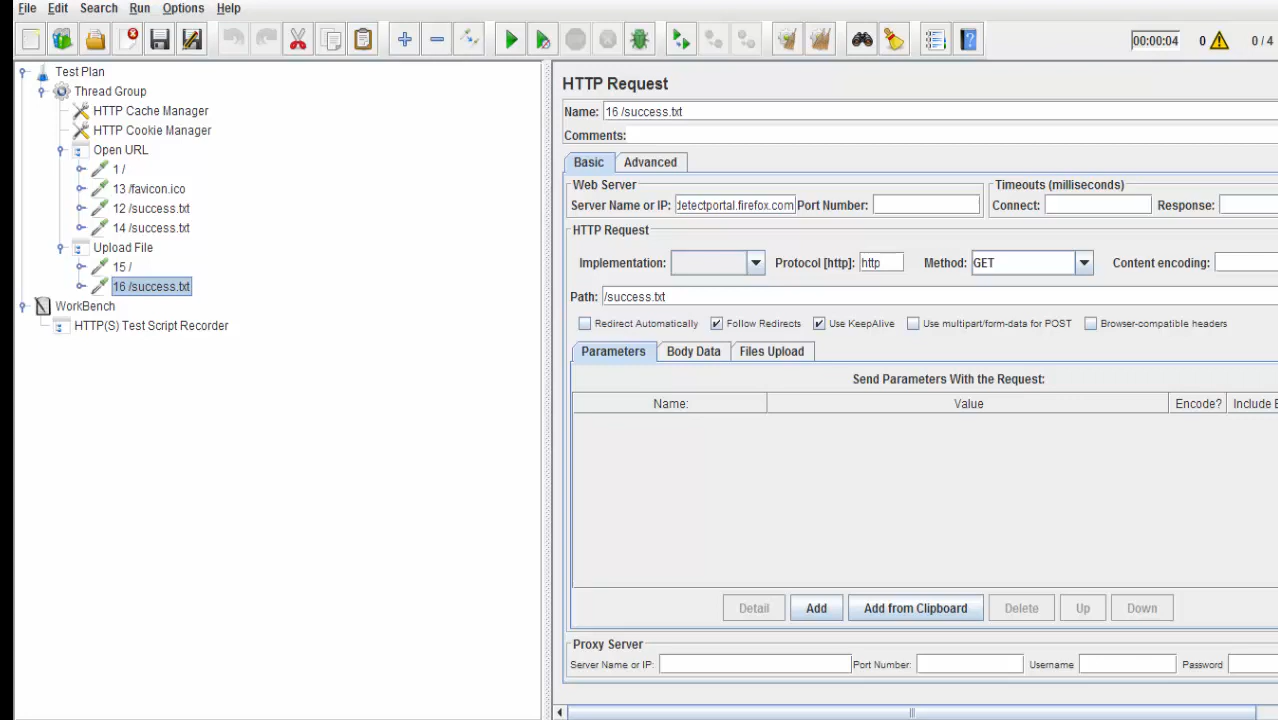 File Edit Search Run Options Help
00:00:04 0 0 / 4
Test Plan
Thread Group
HTTP Cache Manager
HTTP Cookie Manager
Open URL
1 /
13 /favicon.ico
12 /success.txt
14 /success.txt
Upload File
15 /
16 /success.txt
WorkBench
HTTP(S) Test Script Recorder
HTTP Request
Name: 16 /success.txt
Comments:
Basic Advanced
Web Server Timeouts (milliseconds)
Server Name or IP: detectportal.firefox.com Port Number: Connect: Response:
HTTP Request
Implementation: Protocol [http]: http Method: GET Content encoding:
Path: /success.txt
Redirect Automatically Follow Redirects Use KeepAlive Use multipart/form-data for POST Browser-compatible headers
Parameters Body Data Files Upload
Send Parameters With the Request:
Name: Value Encode? Include E
Detail Add Add from Clipboard Delete Up Down
Proxy Server
Server Name or IP: Port Number: Username Password